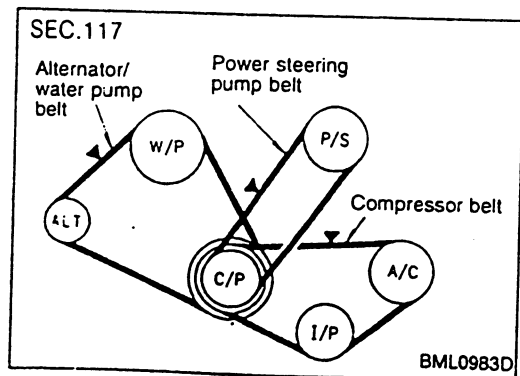 SEC.117
Alternator/
water pump
belt
Power steering
pump belt
W/P
P/S
Compressor belt
ALT
C/P
A/C
I/P
BML0983D